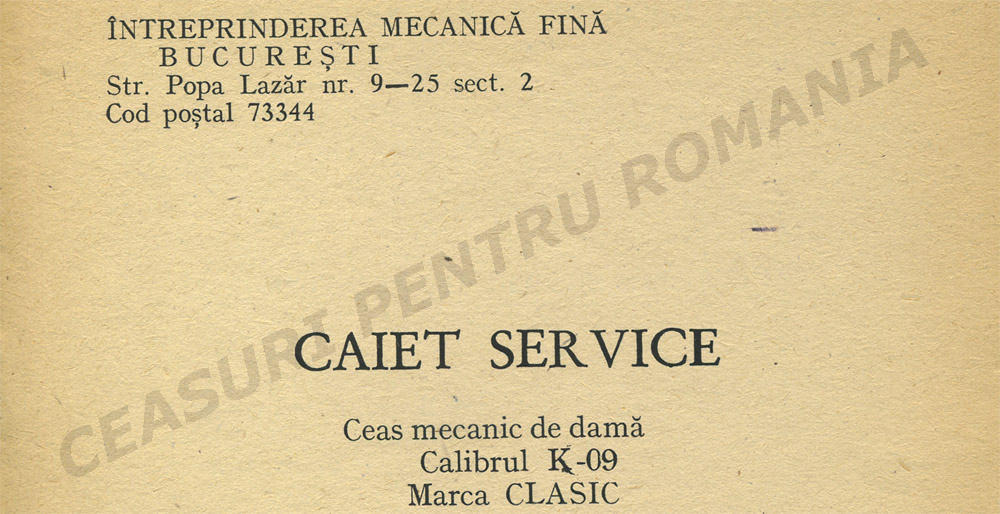 ÎNTREPRINDEREA MECANICĂ FINĂ
BUCUREȘTI
Str. Popa Lazăr nr. 9—25 sect. 2
Cod poștal 73344
CEASURI PENTRU ROMANIA
CAIET SERVICE
Ceas mecanic de damă
Calibrul K-09
Marca CLASIC